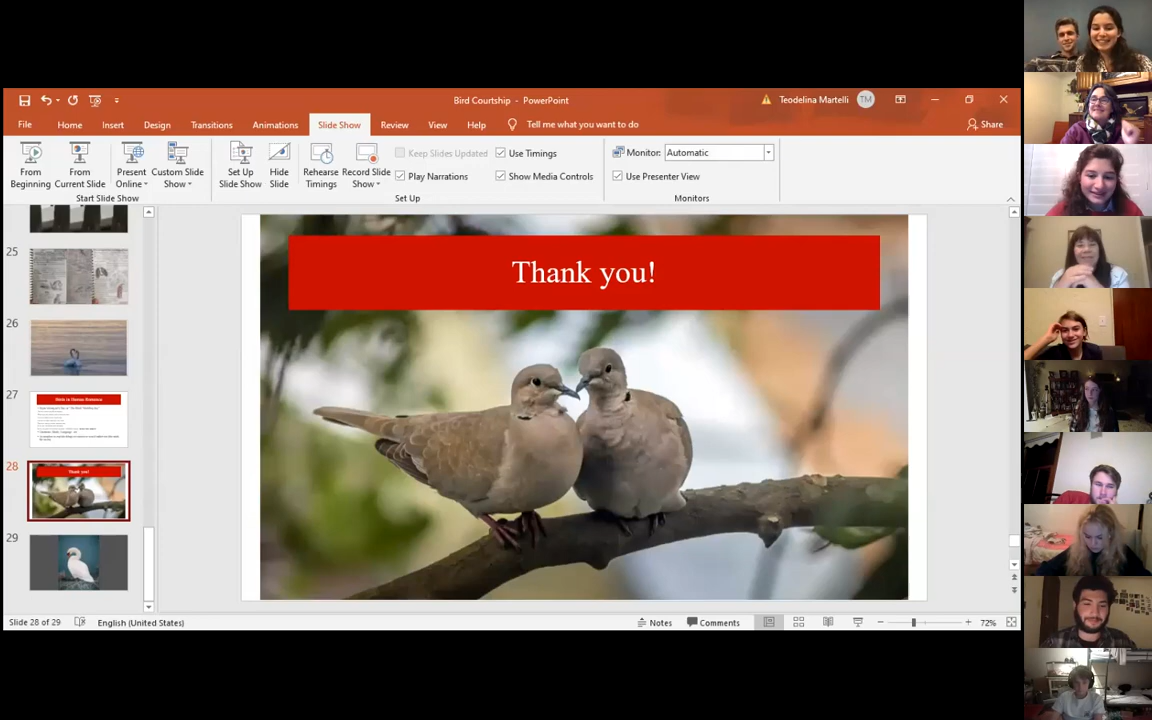 Bird Courtship - PowerPoint
Teodelina Martelli
TM
File
Home
Insert
Design
Transitions
Animations
Slide Show
Review
View
Help
Tell me what you want to do
Share
From Beginning
From Current Slide
Present Online
Custom Slide Show
Set Up Slide Show
Hide Slide
Rehearse Timings
Record Slide Show
Keep Slides Updated
Play Narrations
Use Timings
Show Media Controls
Monitor:
Automatic
Use Presenter View
Start Slide Show
Set Up
Monitors
25
26
27
28
Thank you!
29
Thank you!
Slide 28 of 29
English (United States)
Notes
Comments
72%